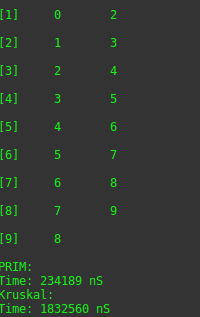 [1] 0 2
[2] 1 3
[3] 2 4
[4] 3 5
[5] 4 6
[6] 5 7
[7] 6 8
[8] 7 9
[9] 8
PRIM:
Time: 234189 nS
Kruskal:
Time: 1832560 nS